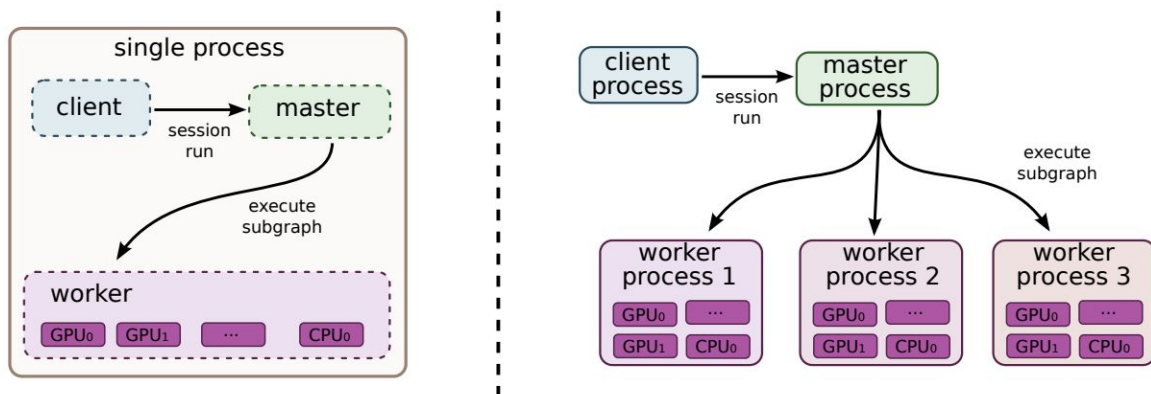 single process
client
master
session
run
execute
subgraph
worker
GPU₀ GPU₁ ... CPU₀
client
process
master
process
session
run
execute
subgraph
worker
process 1
GPU₀ ...
GPU₁ CPU₀
worker
process 2
GPU₀ ...
GPU₁ CPU₀
worker
process 3
GPU₀ ...
GPU₁ CPU₀